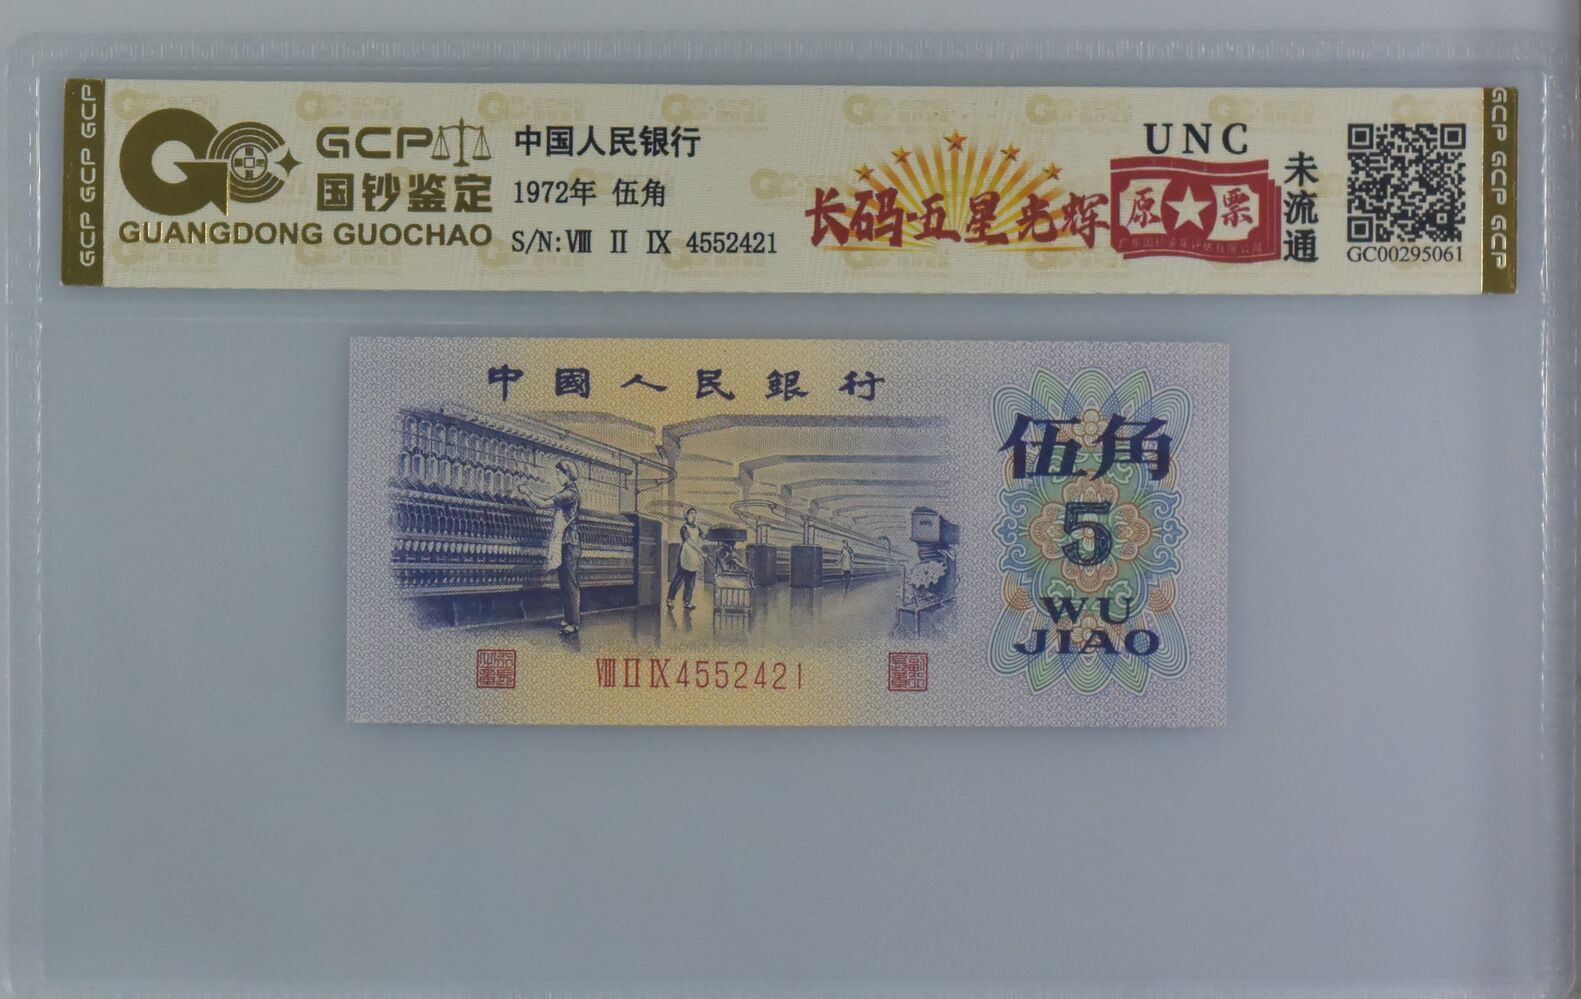 GCP GCP GCP
GCP
国钞鉴定
GUANGDONG GUOCHAO
中国人民银行
1972年 伍角
S/N:Ⅷ Ⅱ Ⅸ 4552421
长码五星光辉
UNC
原★票
未流通
GC00295061
GCP GCP GCP
中國人民銀行
伍角
5
WU
JIAO
ⅧⅡⅨ4552421